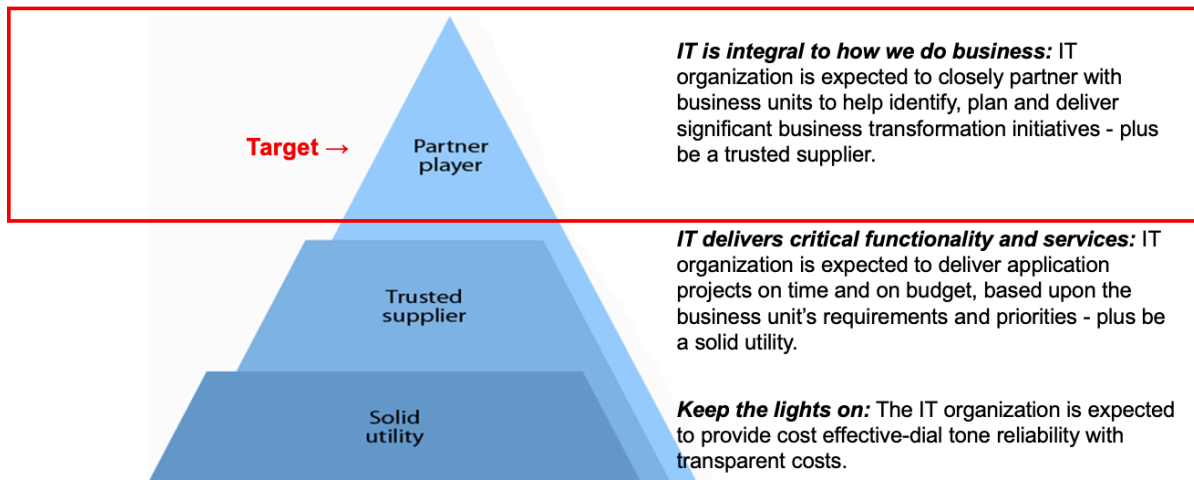 IT is integral to how we do business: IT
organization is expected to closely partner with
business units to help identify, plan and deliver
significant business transformation initiatives - plus
be a trusted supplier.
Target →
Partner
player
IT delivers critical functionality and services: IT
organization is expected to deliver application
projects on time and on budget, based upon the
business unit's requirements and priorities - plus be
a solid utility.
Trusted
supplier
Keep the lights on: The IT organization is expected
to provide cost effective-dial tone reliability with
transparent costs.
Solid
utility